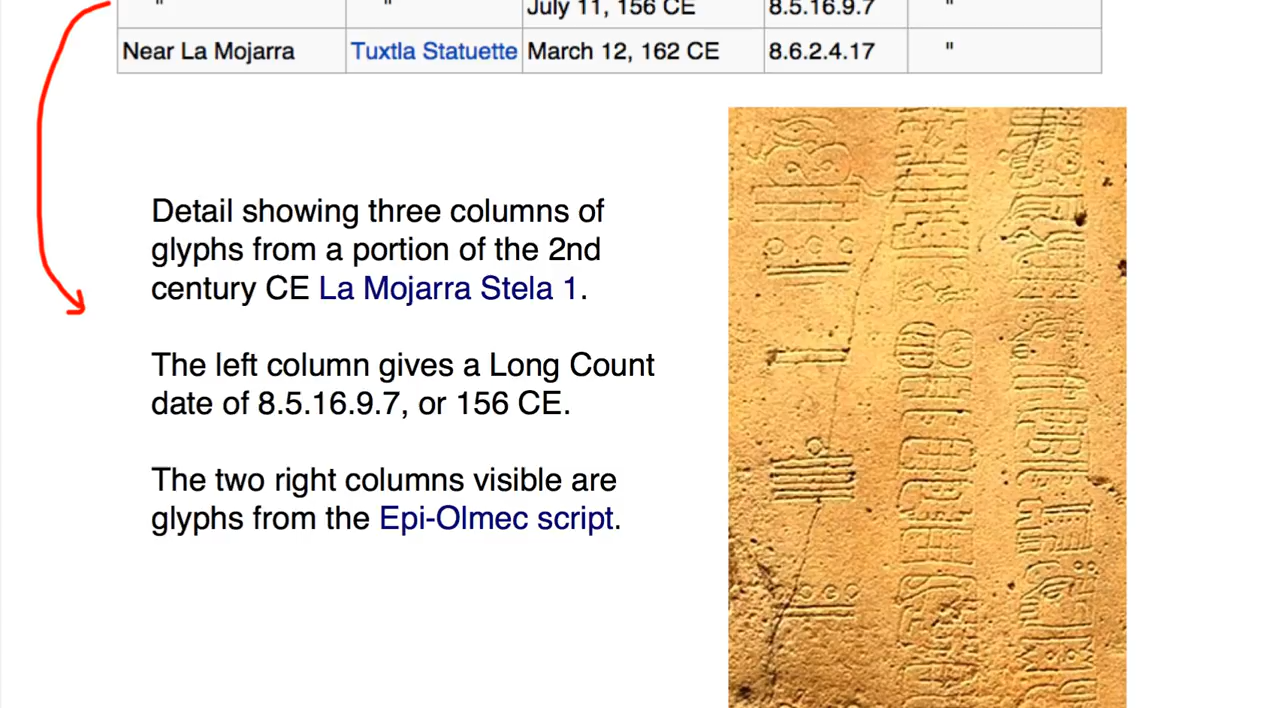 " " July 11, 156 CE 8.5.16.9.7 "
Near La Mojarra Tuxtla Statuette March 12, 162 CE 8.6.2.4.17 "
Detail showing three columns of
glyphs from a portion of the 2nd
century CE La Mojarra Stela 1.
The left column gives a Long Count
date of 8.5.16.9.7, or 156 CE.
The two right columns visible are
glyphs from the Epi-Olmec script.